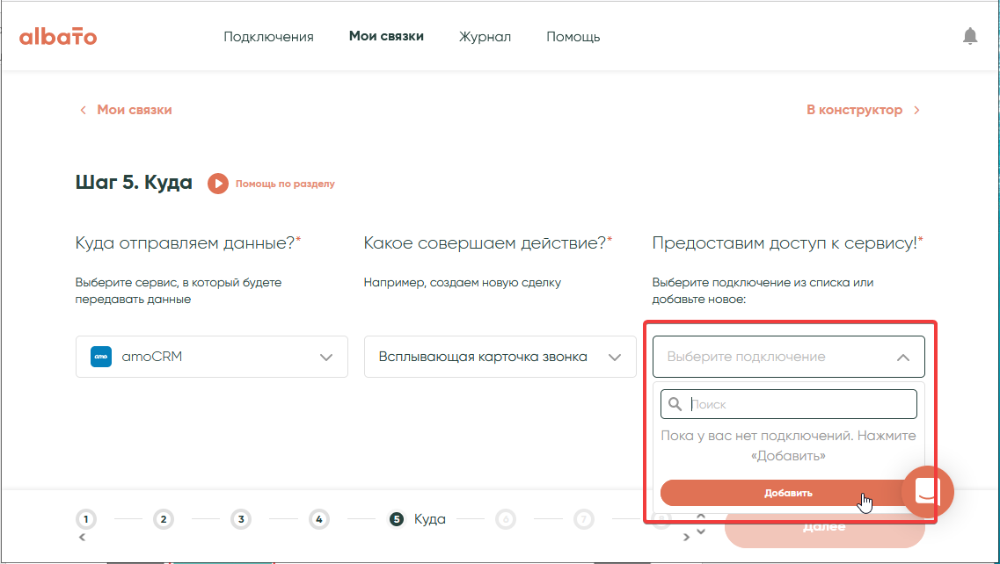 albato
Подключения
Мои связки
Журнал
Помощь
Мои связки
В конструктор
Шаг 5. Куда
Помощь по разделу
Куда отправляем данные?*
Выберите сервис, в который будете
передавать данные
amo
amoCRM
Какое совершаем действие?*
Например, создаем новую сделку
Всплывающая карточка звонка
Предоставим доступ к сервису!*
Выберите подключение из списка или
добавьте новое:
Выберите подключение
Поиск
Пока у вас нет подключений. Нажмите
«Добавить»
Добавить
1
2
3
4
5 Куда
6
7
8
Далее